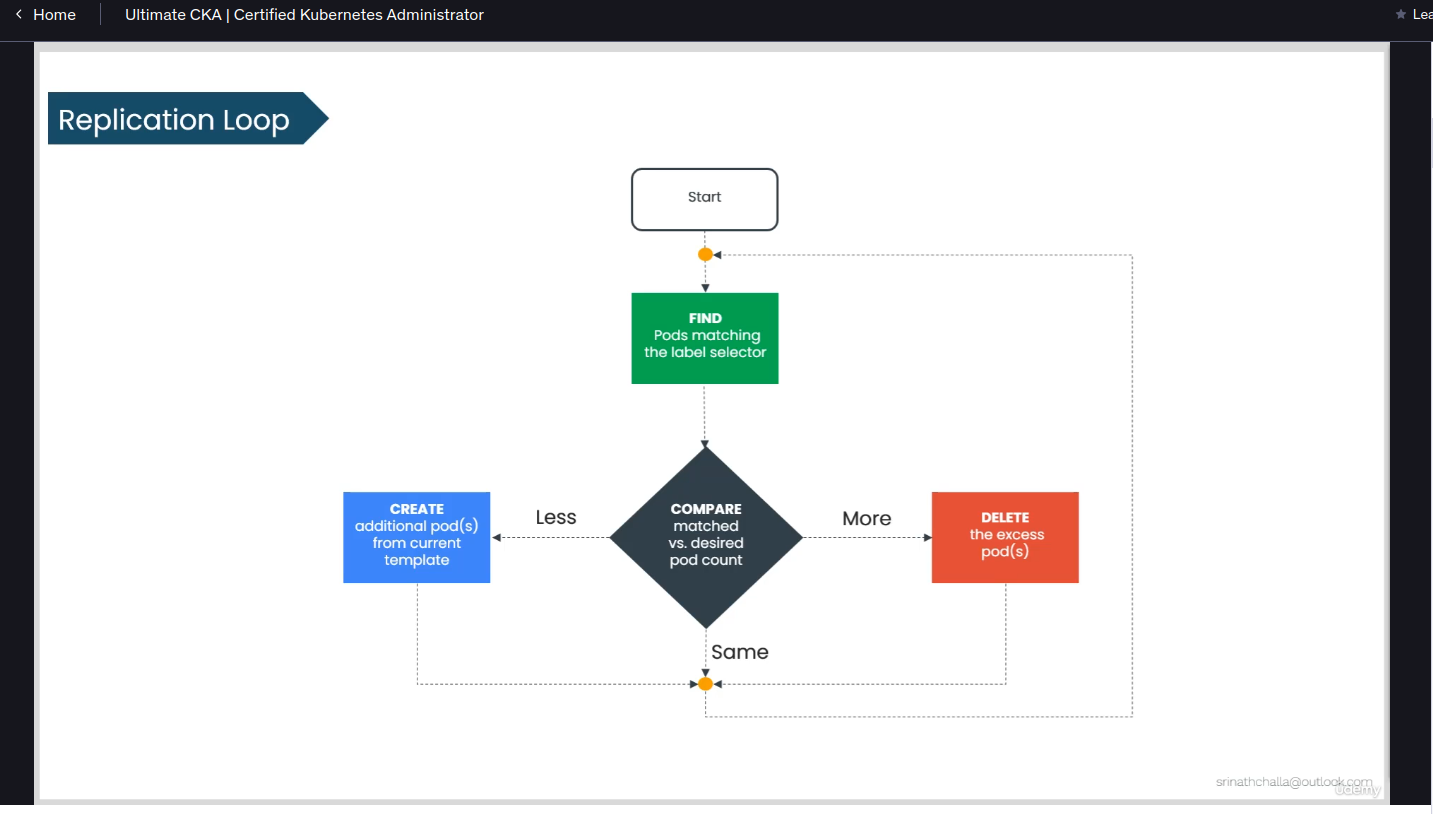 Home
Ultimate CKA | Certified Kubernetes Administrator
Lea
Replication Loop
Start
FIND
Pods matching
the label selector
CREATE
additional pod(s)
from current
template
Less
COMPARE
matched
vs. desired
pod count
More
DELETE
the excess
pod(s)
Same
srinathchalla@outlook.com
udemy